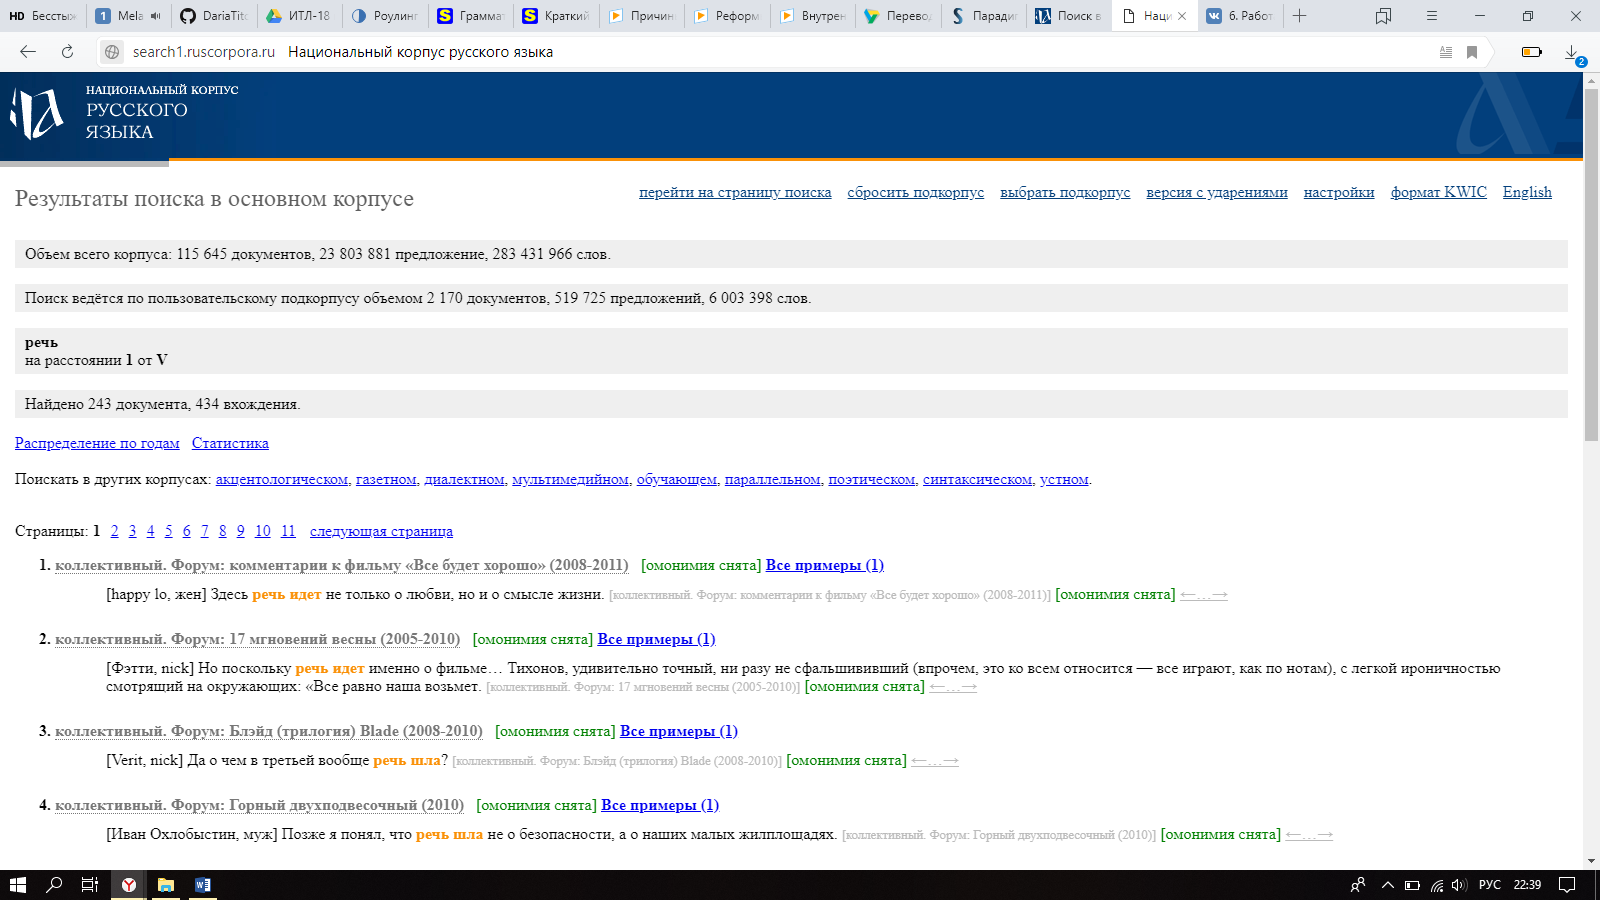 HD Бесстыж
1 Mela
DariaTito
ИТЛ-18
Роулинг
S Граммат
S Краткий
Причин
Реформ
Внутрен
Перевод
Парадиг
Поиск в
Наци
6. Работ
search1.ruscorpora.ru Национальный корпус русского языка
2
НАЦИОНАЛЬНЫЙ КОРПУС
РУССКОГО
ЯЗЫКА
Результаты поиска в основном корпусе
перейти на страницу поиска сбросить подкорпус выбрать подкорпус версия с ударениями настройки формат KWIC English
Объем всего корпуса: 115 645 документов, 23 803 881 предложение, 283 431 966 слов.
Поиск ведётся по пользовательскому подкорпусу объемом 2 170 документов, 519 725 предложений, 6 003 398 слов.
речь
на расстоянии 1 от V
Найдено 243 документа, 434 вхождения.
Распределение по годам Статистика
Поискать в других корпусах: акцентологическом, газетном, диалектном, мультимедийном, обучающем, параллельном, поэтическом, синтаксическом, устном.
Страницы: 1 2 3 4 5 6 7 8 9 10 11 следующая страница
1. коллективный. Форум: комментарии к фильму «Все будет хорошо» (2008-2011) [омонимия снята] Все примеры (1)
[happy lo, жен] Здесь речь идет не только о любви, но и о смысле жизни. [коллективный. Форум: комментарии к фильму «Все будет хорошо» (2008-2011)] [омонимия снята] ←…→
2. коллективный. Форум: 17 мгновений весны (2005-2010) [омонимия снята] Все примеры (1)
[Фэтти, nick] Но поскольку речь идет именно о фильме… Тихонов, удивительно точный, ни разу не сфальшививший (впрочем, это ко всем относится — все играют, как по нотам), с легкой ироничностью
смотрящий на окружающих: «Все равно наша возьмет. [коллективный. Форум: 17 мгновений весны (2005-2010)] [омонимия снята] ←…→
3. коллективный. Форум: Блэйд (трилогия) Blade (2008-2010) [омонимия снята] Все примеры (1)
[Verit, nick] Да о чем в третьей вообще речь шла? [коллективный. Форум: Блэйд (трилогия) Blade (2008-2010)] [омонимия снята] ←…→
4. коллективный. Форум: Горный двухподвесочный (2010) [омонимия снята] Все примеры (1)
[Иван Охлобыстин, муж] Позже я понял, что речь шла не о безопасности, а о наших малых жилплощадях. [коллективный. Форум: Горный двухподвесочный (2010)] [омонимия снята] ←…→
РУС 22:39